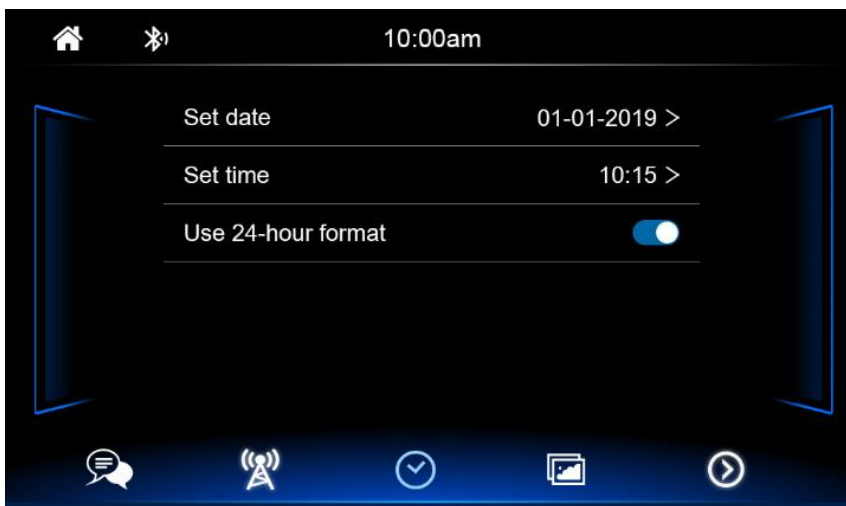 10:00am
Set date 01-01-2019 >
Set time 10:15 >
Use 24-hour format